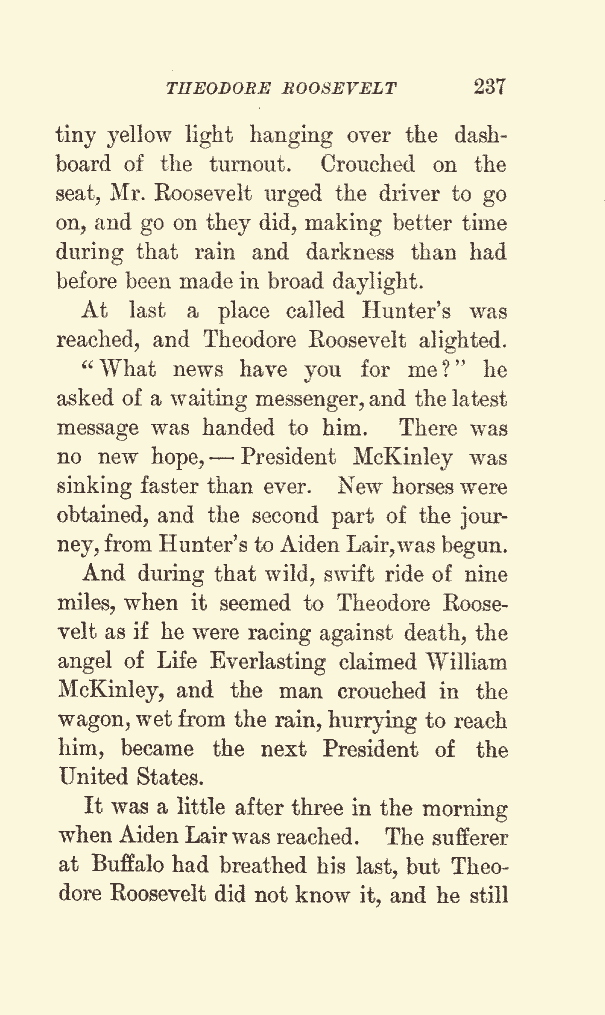 THEODORE ROOSEVELT 237
tiny yellow light hanging over the dash-
board of the turnout. Crouched on the
seat, Mr. Roosevelt urged the driver to go
on, and go on they did, making better time
during that rain and darkness than had
before been made in broad daylight.
At last a place called Hunter's was
reached, and Theodore Roosevelt alighted.
"What news have you for me?" he
asked of a waiting messenger, and the latest
message was handed to him. There was
no new hope,— President McKinley was
sinking faster than ever. New horses were
obtained, and the second part of the jour-
ney, from Hunter's to Aiden Lair, was begun.
And during that wild, swift ride of nine
miles, when it seemed to Theodore Roose-
velt as if he were racing against death, the
angel of Life Everlasting claimed William
McKinley, and the man crouched in the
wagon, wet from the rain, hurrying to reach
him, became the next President of the
United States.
It was a little after three in the morning
when Aiden Lair was reached. The sufferer
at Buffalo had breathed his last, but Theo-
dore Roosevelt did not know it, and he still